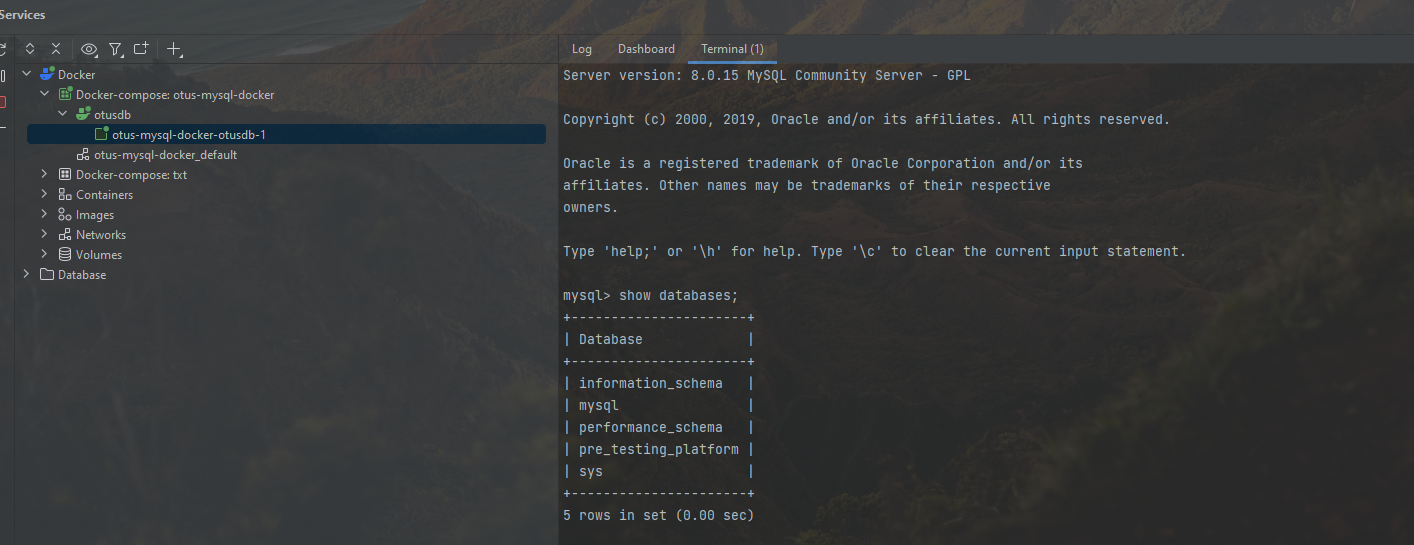 Services
Docker
Docker-compose: otus-mysql-docker
otusdb
otus-mysql-docker-otusdb-1
otus-mysql-docker_default
Docker-compose: txt
Containers
Images
Networks
Volumes
Database
Log Dashboard Terminal (1)
Server version: 8.0.15 MySQL Community Server - GPL
Copyright (c) 2000, 2019, Oracle and/or its affiliates. All rights reserved.
Oracle is a registered trademark of Oracle Corporation and/or its
affiliates. Other names may be trademarks of their respective
owners.
Type 'help;' or '\h' for help. Type '\c' to clear the current input statement.
mysql> show databases;
+----------------------+
| Database             |
+----------------------+
| information_schema   |
| mysql                |
| performance_schema   |
| pre_testing_platform |
| sys                  |
+----------------------+
5 rows in set (0.00 sec)